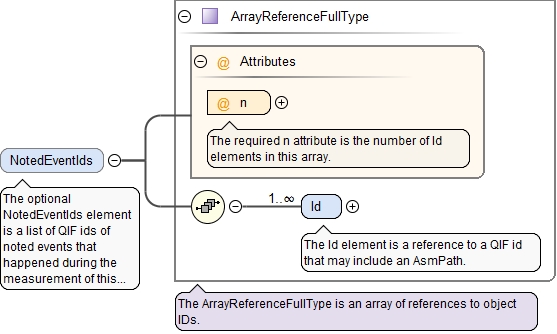 ArrayReferenceFullType
@ Attributes
@ n
The required n attribute is the number of Id
elements in this array.
NotedEventIds
The optional
NotedEventIds element
is a list of QIF ids of
noted events that
happened during the
measurement of this...
1..∞
Id
The Id element is a reference to a QIF id
that may include an AsmPath.
The ArrayReferenceFullType is an array of references to object
IDs.